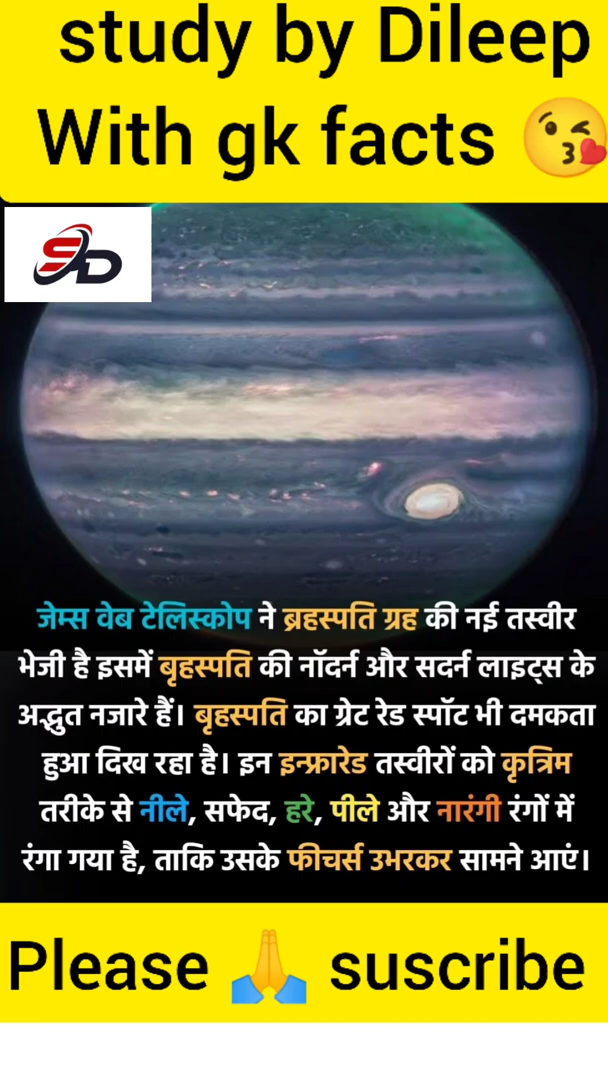 study by Dileep
With gk facts 😘
SD
जेम्स वेब टेलिस्कोप ने ब्रहस्पति ग्रह की नई तस्वीर
भेजी है इसमें बृहस्पति की नॉदर्न और सदर्न लाइट्स के
अद्भुत नजारे हैं। बृहस्पति का ग्रेट रेड स्पॉट भी दमकता
हुआ दिख रहा है। इन इन्फ्रारेड तस्वीरों को कृत्रिम
तरीके से नीले, सफेद, हरे, पीले और नारंगी रंगों में
रंगा गया है, ताकि उसके फीचर्स उभरकर सामने आएं।
Please 🙏 suscribe